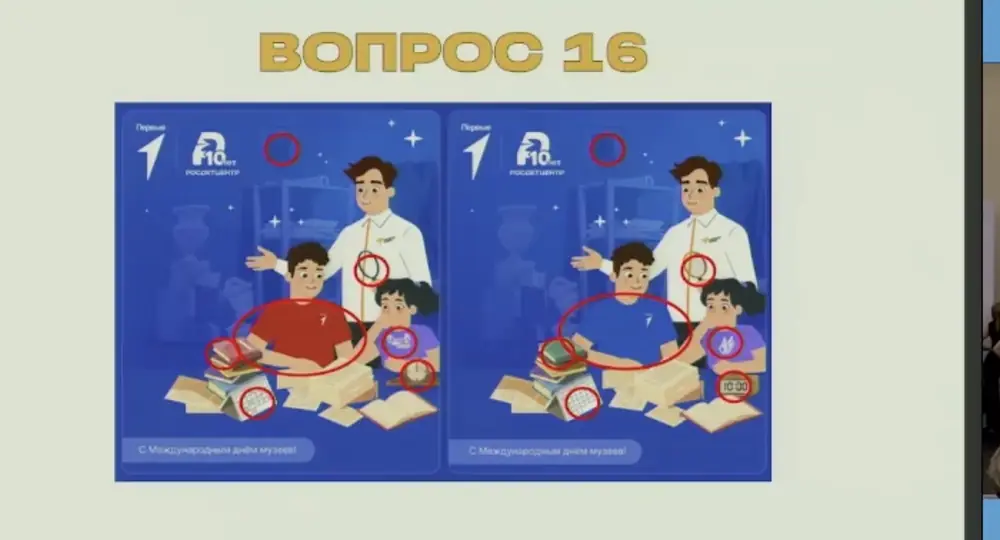 ВОПРОС 16
Первые
10 лет
РОСДЕТЦЕНТР
Первые
10 лет
РОСДЕТЦЕНТР
10:00
С Международным днём музеев!
С Международным днём музеев!